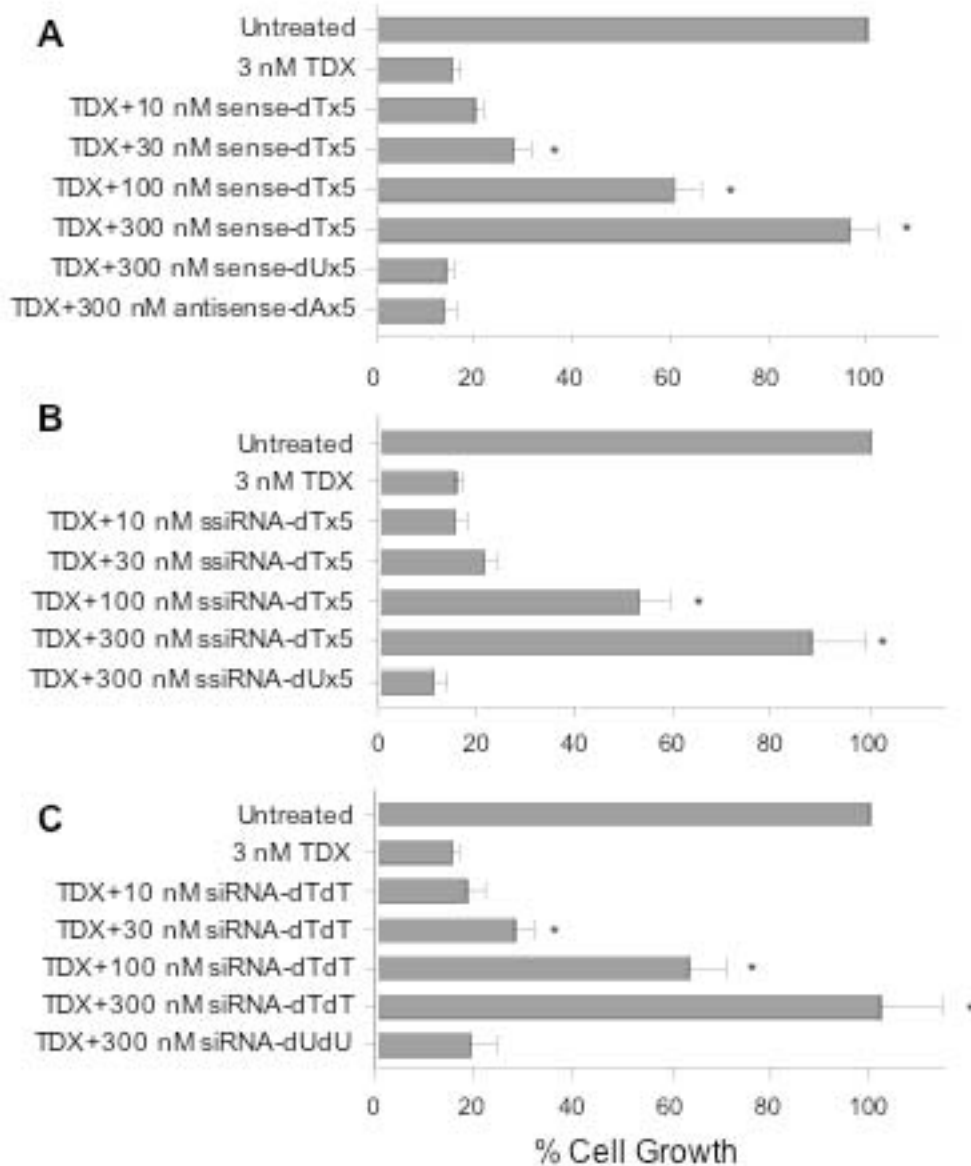 A
Untreated
3 nM TDX
TDX+10 nM sense-dTx5
TDX+30 nM sense-dTx5 *
TDX+100 nM sense-dTx5 *
TDX+300 nM sense-dTx5 *
TDX+300 nM sense-dUx5
TDX+300 nM antisense-dAx5
0 20 40 60 80 100
B
Untreated
3 nM TDX
TDX+10 nM ssiRNA-dTx5
TDX+30 nM ssiRNA-dTx5
TDX+100 nM ssiRNA-dTx5 *
TDX+300 nM ssiRNA-dTx5 *
TDX+300 nM ssiRNA-dUx5
0 20 40 60 80 100
C
Untreated
3 nM TDX
TDX+10 nM siRNA-dTdT
TDX+30 nM siRNA-dTdT *
TDX+100 nM siRNA-dTdT *
TDX+300 nM siRNA-dTdT *
TDX+300 nM siRNA-dUdU
0 20 40 60 80 100
% Cell Growth